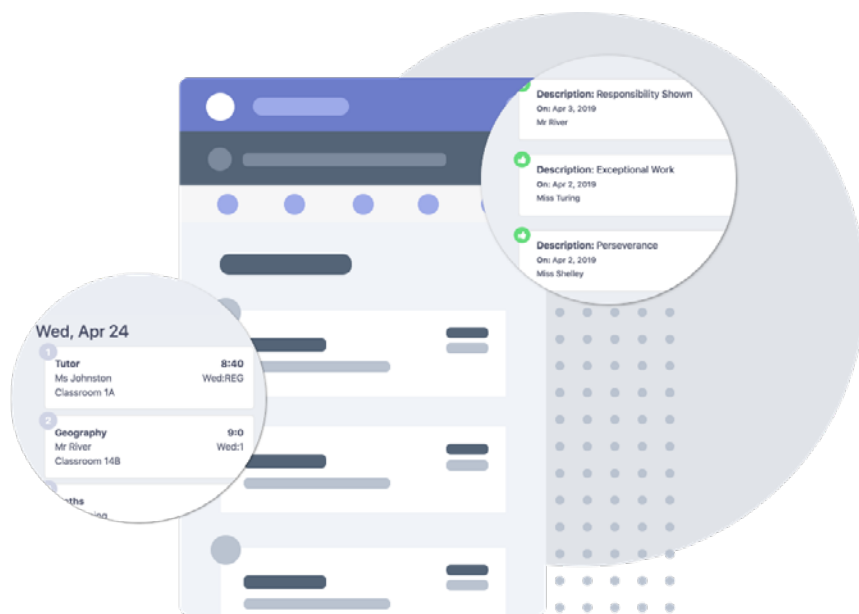 Description: Responsibility Shown
On: Apr 3, 2019
Mr River
Description: Exceptional Work
On: Apr 2, 2019
Miss Turing
Description: Perseverance
On: Apr 2, 2019
Miss Shelley
Wed, Apr 24
1
Tutor 8:40
Ms Johnston Wed:REG
Classroom 1A
2
Geography 9:0
Mr River Wed:1
Classroom 14B